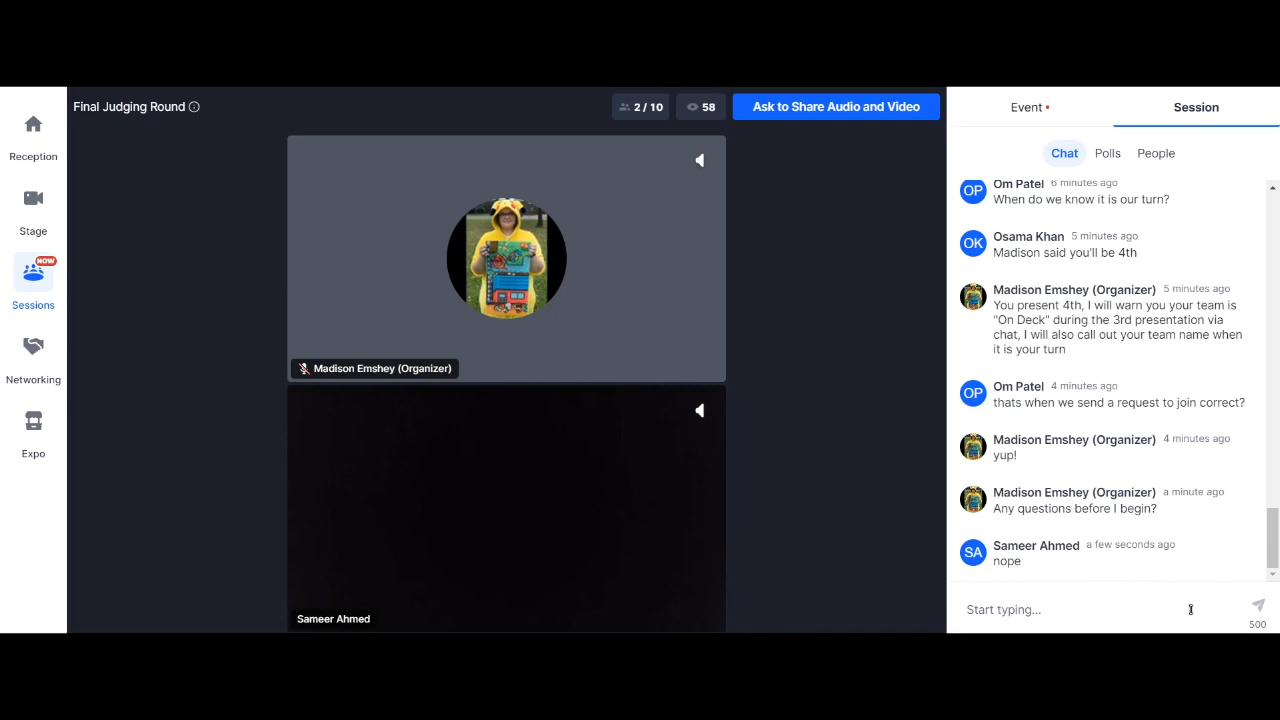 Final Judging Round
2 / 10
58
Ask to Share Audio and Video
Reception
Stage
NOW
Sessions
Networking
Expo
Madison Emshey (Organizer)
Sameer Ahmed
Event
Session
Chat
Polls
People
OP
Om Patel 6 minutes ago
When do we know it is our turn?
OK
Osama Khan 5 minutes ago
Madison said you'll be 4th
Madison Emshey (Organizer) 5 minutes ago
You present 4th, I will warn you your team is
"On Deck" during the 3rd presentation via
chat, I will also call out your team name when
it is your turn
OP
Om Patel 4 minutes ago
thats when we send a request to join correct?
Madison Emshey (Organizer) 4 minutes ago
yup!
Madison Emshey (Organizer) a minute ago
Any questions before I begin?
SA
Sameer Ahmed a few seconds ago
nope
Start typing...
500